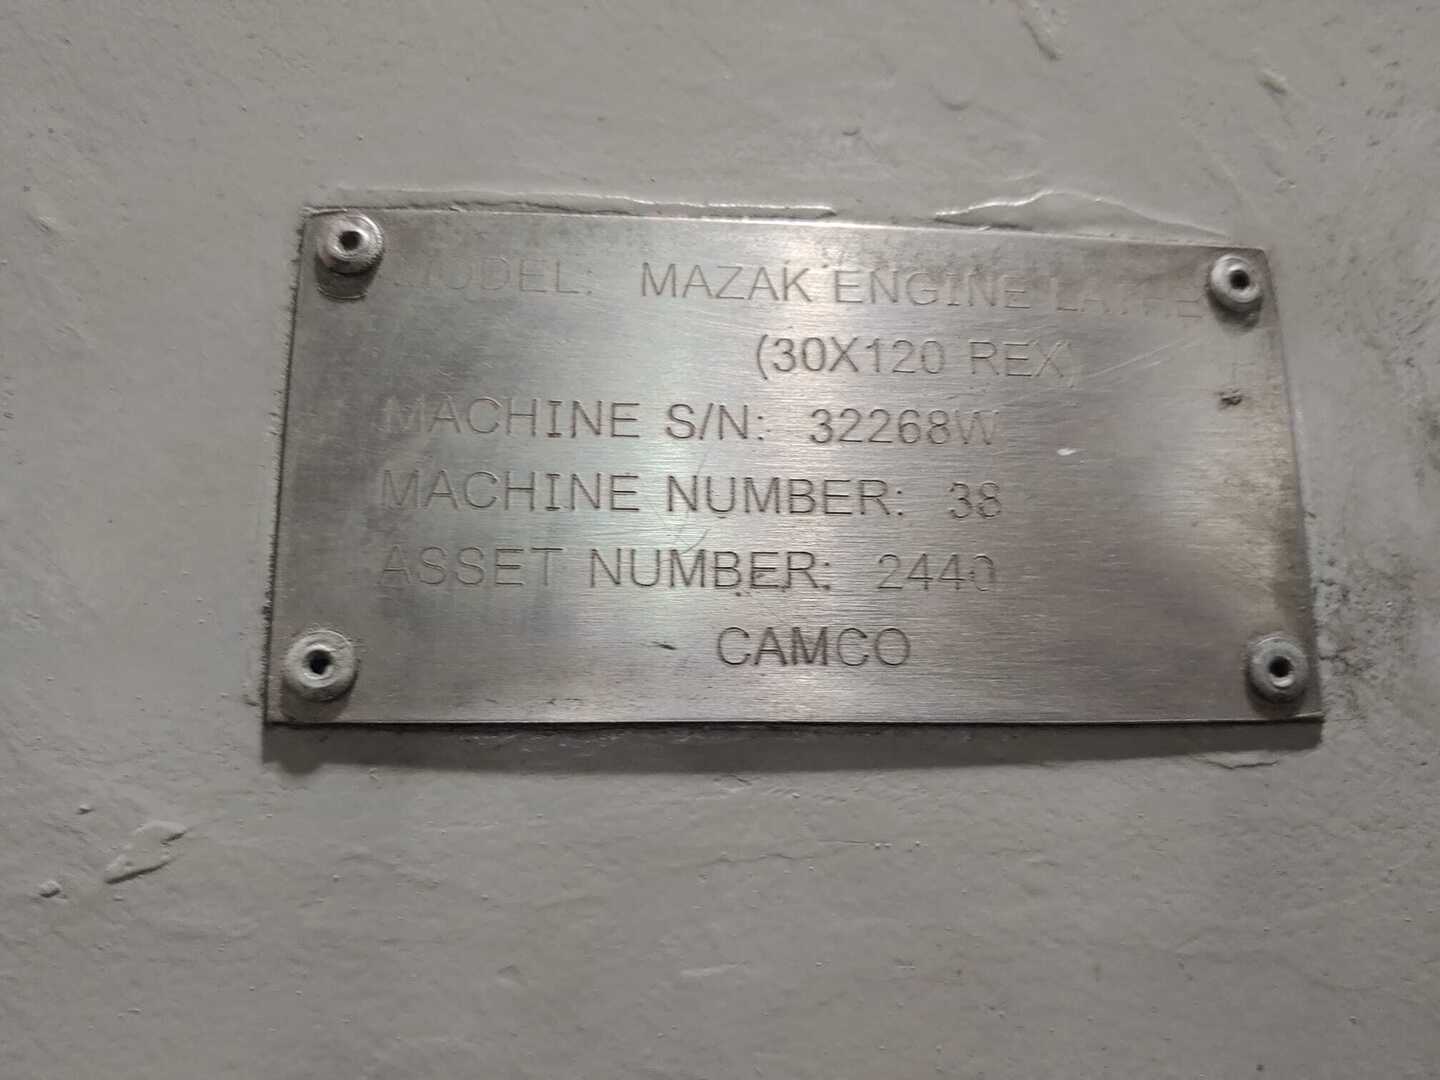 MODEL: MAZAK ENGINE LATHE
(30X120 REX)
MACHINE S/N: 32268W
MACHINE NUMBER: 38
ASSET NUMBER: 2440
CAMCO